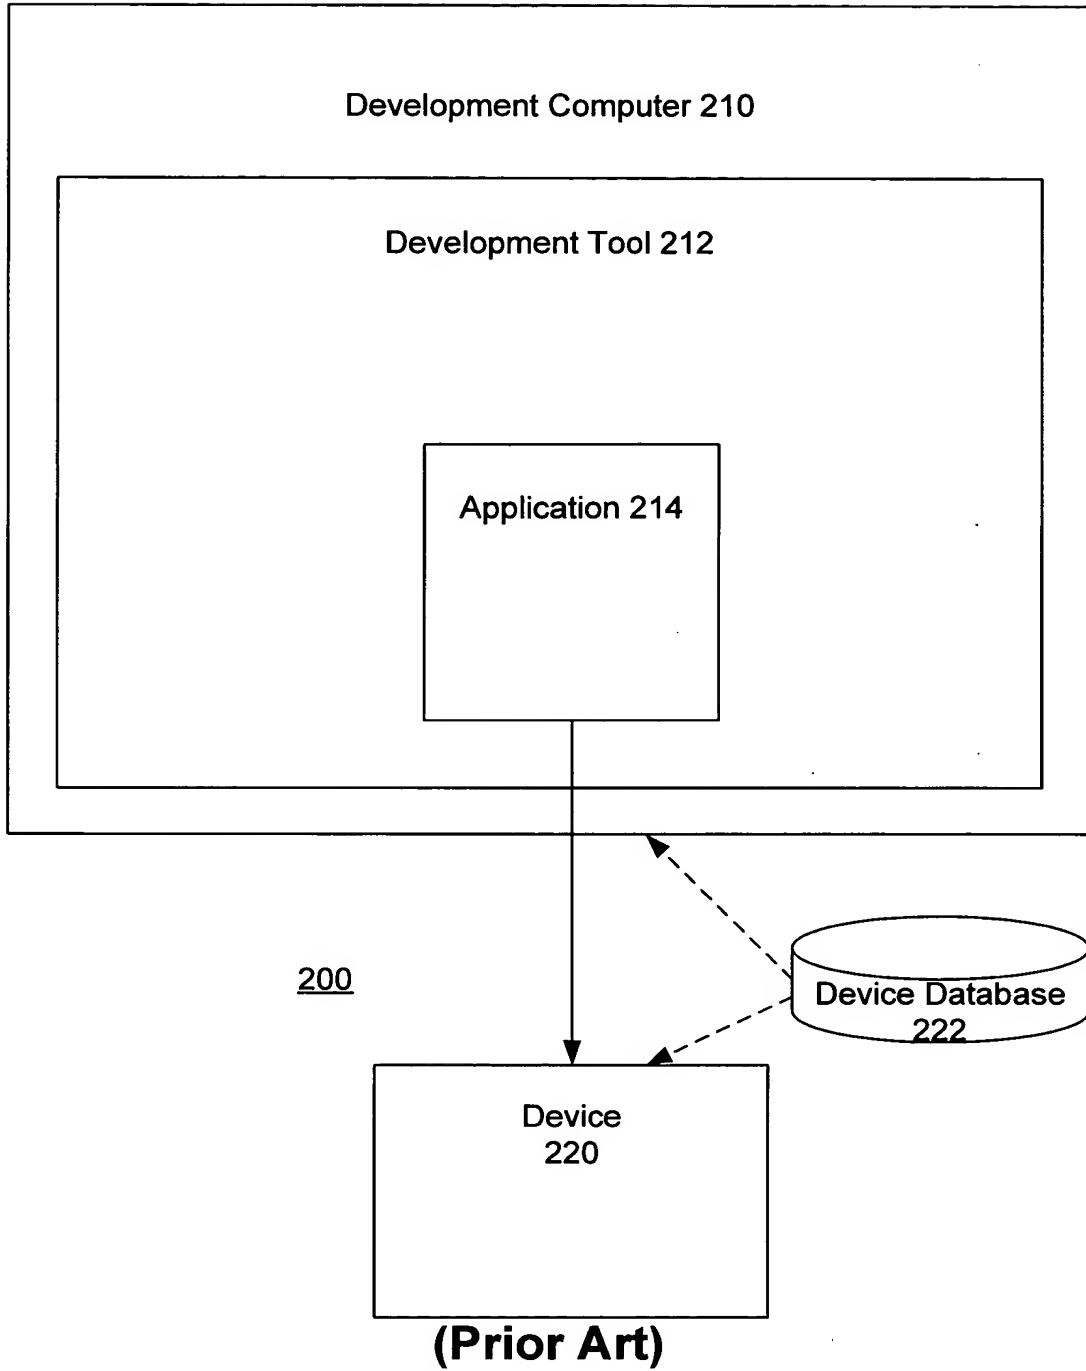 Development Computer 210
Development Tool 212
Application 214
200
Device Database
222
Device
220
(Prior Art)